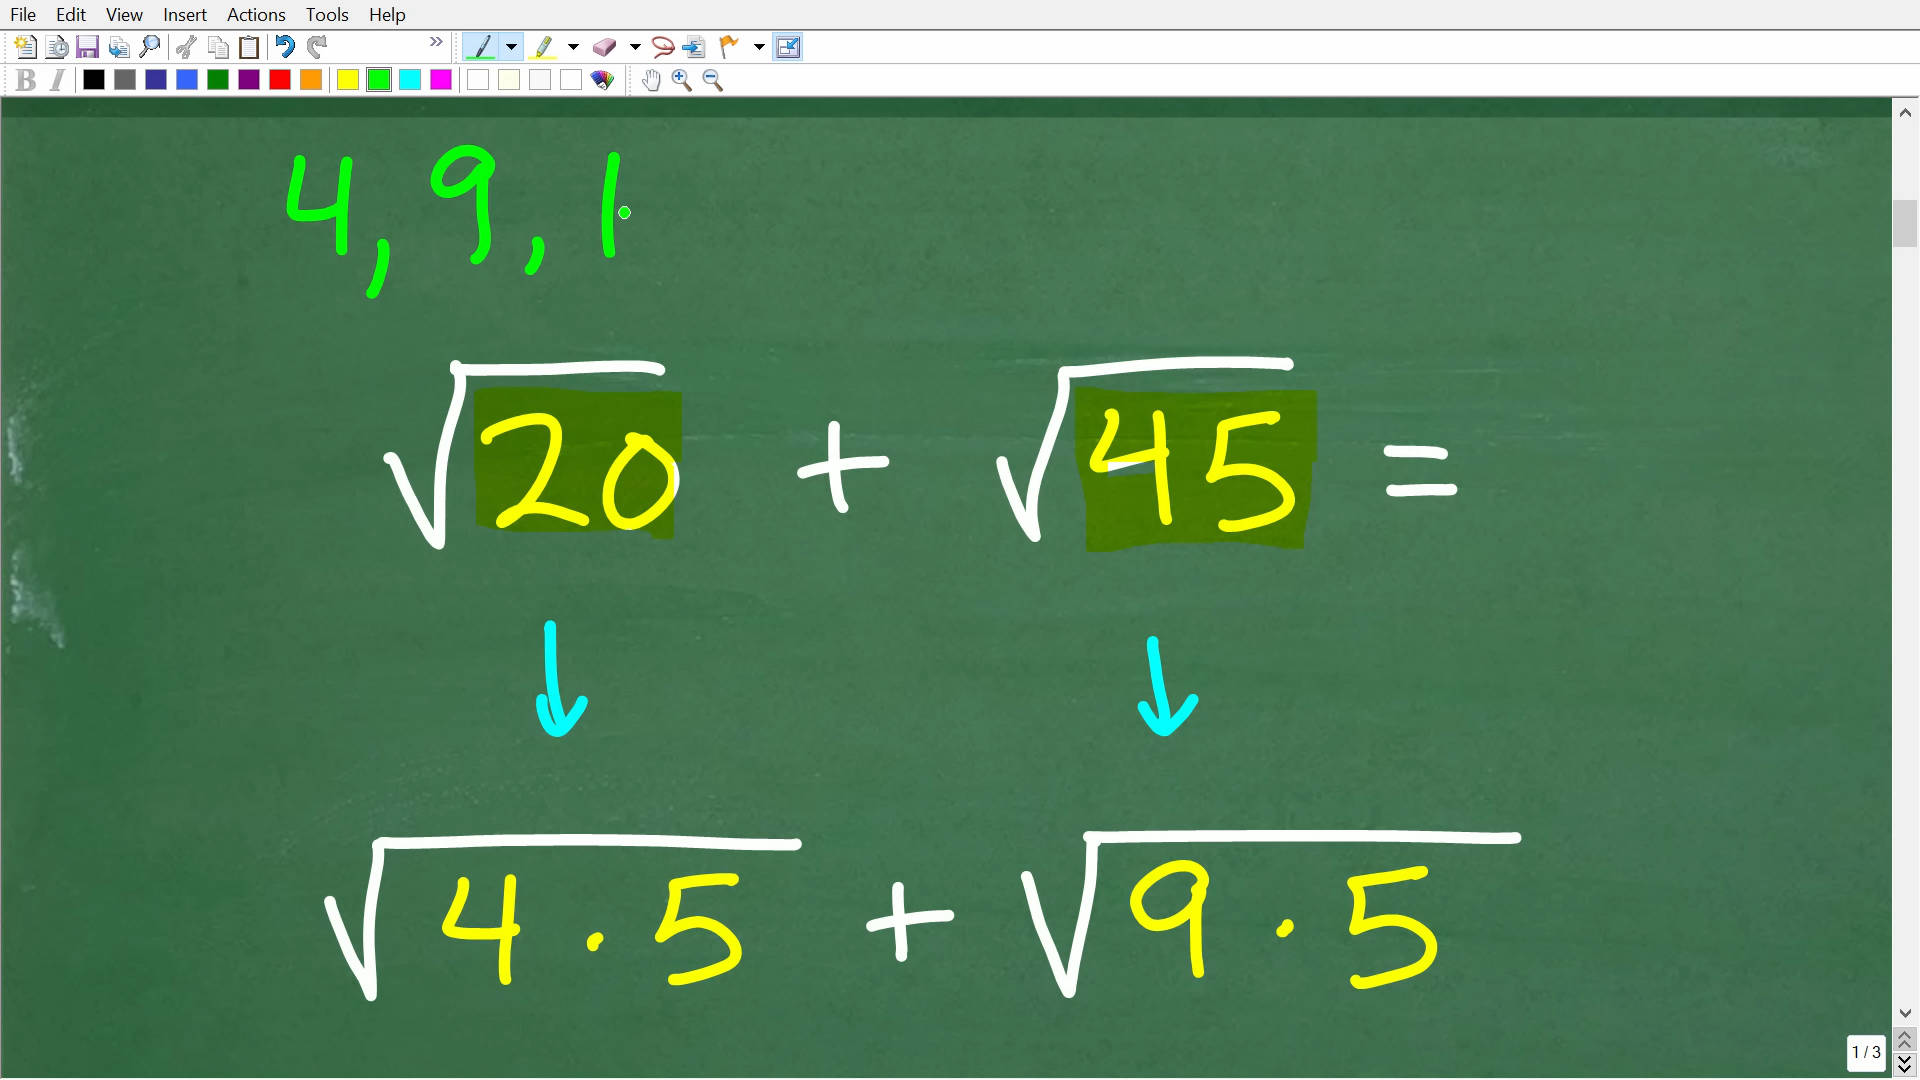 File Edit View Insert Actions Tools Help
B I
4, 9, 1
√20 + √45 =
√4 · 5 + √9 · 5
1 / 3